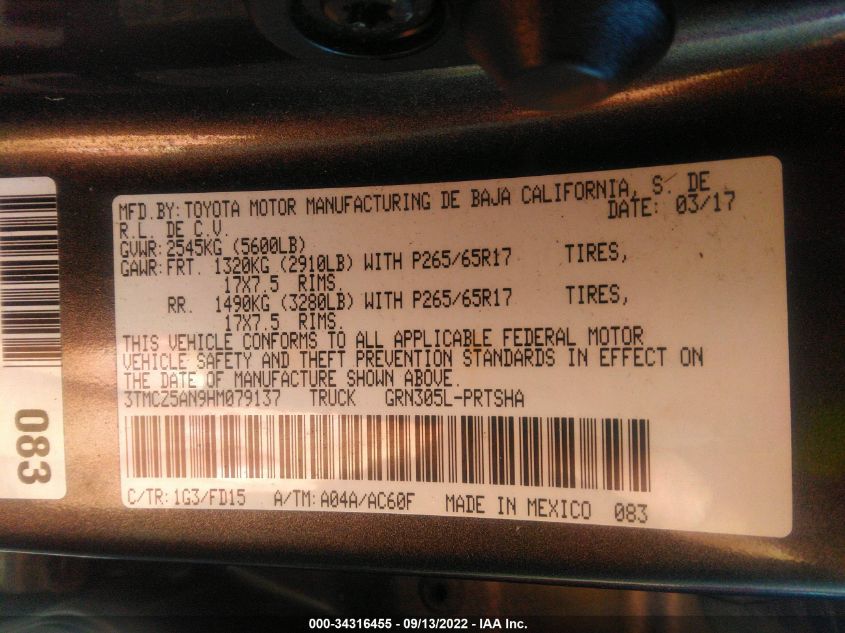 MFD.BY: TOYOTA MOTOR MANUFACTURING DE BAJA CALIFORNIA, S. DE
R.L. DE C.V. DATE: 03/17
GVWR: 2545KG (5600LB)
GAWR: FRT. 1320KG (2910LB) WITH P265/65R17 TIRES,
17X7.5 RIMS.
RR. 1490KG (3280LB) WITH P265/65R17 TIRES,
17X7.5 RIMS.
THIS VEHICLE CONFORMS TO ALL APPLICABLE FEDERAL MOTOR
VEHICLE SAFETY AND THEFT PREVENTION STANDARDS IN EFFECT ON
THE DATE OF MANUFACTURE SHOWN ABOVE.
3TMCZ5AN9HM079137 TRUCK GRN305L-PRTSHA
C/TR: 1G3/FD15 A/TM: A04A/AC60F MADE IN MEXICO 083
083
000-34316455 - 09/13/2022 - IAA Inc.